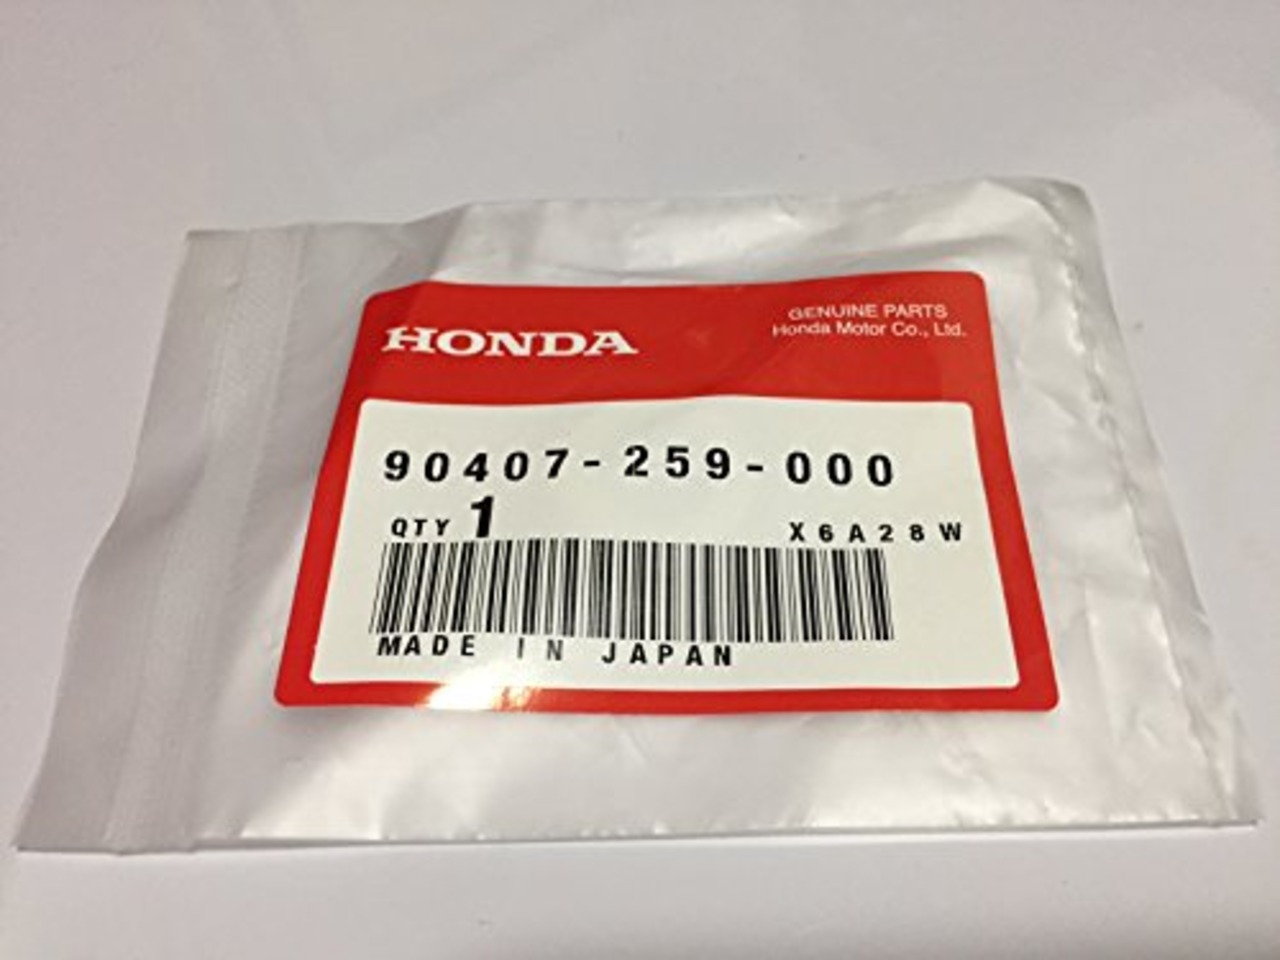 HONDA
GENUINE PARTS
Honda Motor Co., Ltd.
90407-259-000
QTY 1 X6A28W
MADE IN JAPAN